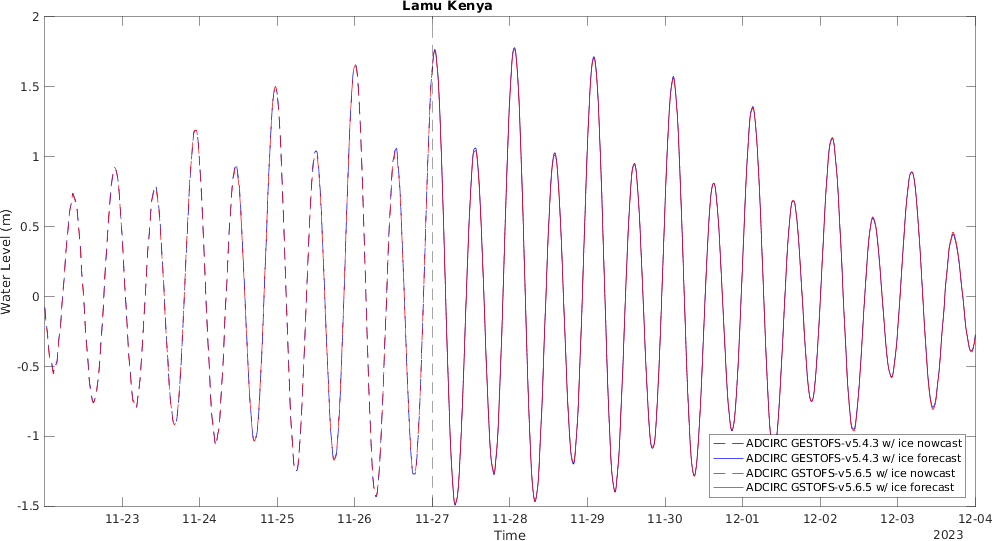 Lamu Kenya
2
1.5
1
0.5
0
-0.5
-1
-1.5
Water Level (m)
11-23 11-24 11-25 11-26 11-27 11-28 11-29 11-30 12-01 12-02 12-03 12-04
Time
2023
ADCIRC GESTOFS-v5.4.3 w/ ice nowcast
ADCIRC GESTOFS-v5.4.3 w/ ice forecast
ADCIRC GSTOFS-v5.6.5 w/ ice nowcast
ADCIRC GSTOFS-v5.6.5 w/ ice forecast